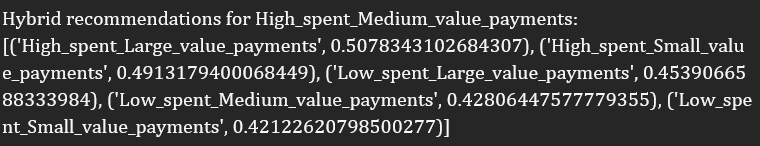 Hybrid recommendations for High_spent_Medium_value_payments:
[('High_spent_Large_value_payments', 0.5078343102684307), ('High_spent_Small_valu
e_payments', 0.4913179400068449), ('Low_spent_Large_value_payments', 0.45390665
88333984), ('Low_spent_Medium_value_payments', 0.42806447577779355), ('Low_spe
nt_Small_value_payments', 0.42122620798500277)]